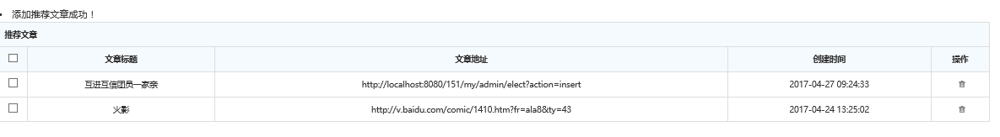 添加推荐文章成功！
推荐文章
文章标题 文章地址 创建时间 操作
互进互信团员一家亲 http://localhost:8080/151/my/admin/elect?action=insert 2017-04-27 09:24:33
火影 http://v.baidu.com/comic/1410.htm?fr=ala8&ty=43 2017-04-24 13:25:02